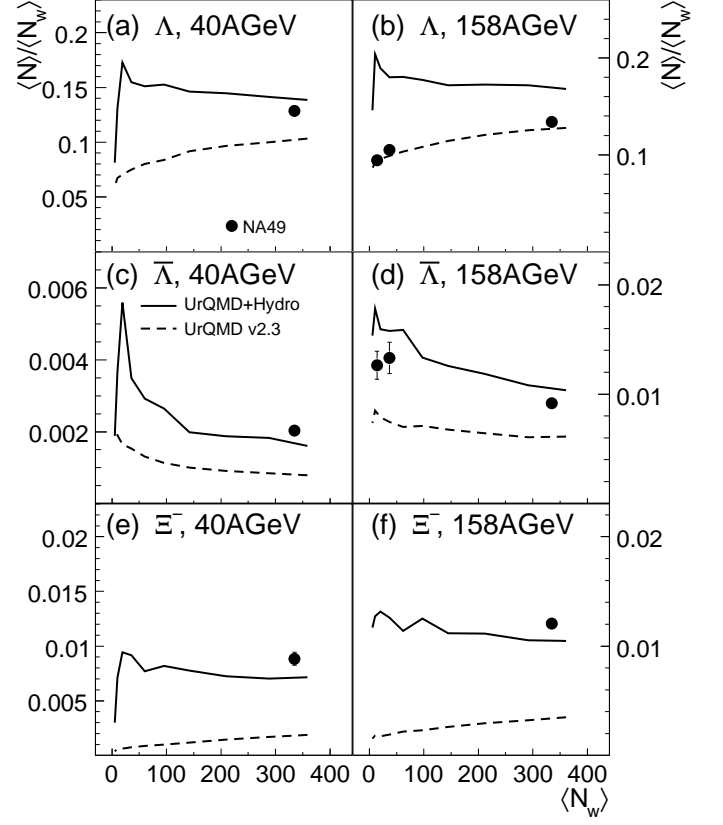 ⟨N⟩/⟨N_w⟩
(a) Λ, 40AGeV
(b) Λ, 158AGeV
⟨N⟩/⟨N_w⟩
0.2
0.15
0.1
0.05
0.2
0.1
NA49
(c) Λ̅, 40AGeV
(d) Λ̅, 158AGeV
UrQMD+Hydro
UrQMD v2.3
0.006
0.004
0.002
0.02
0.01
(e) Ξ⁻, 40AGeV
(f) Ξ⁻, 158AGeV
0.02
0.015
0.01
0.005
0.02
0.01
0 100 200 300 400
0 100 200 300 400
⟨N_w⟩